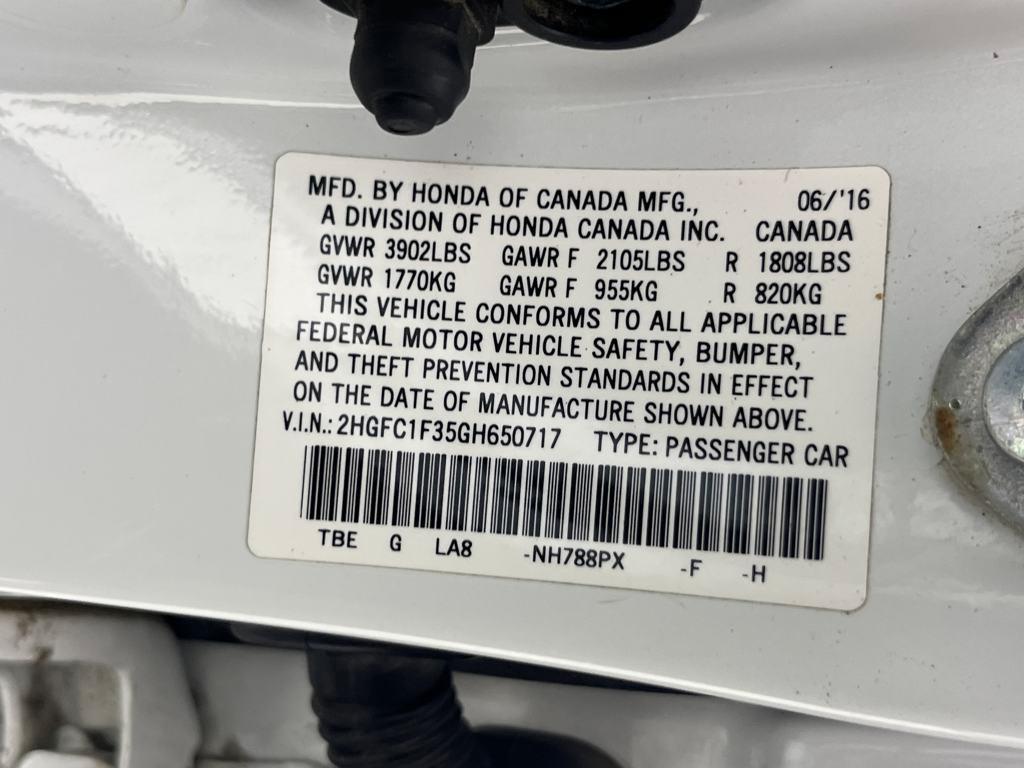 MFD. BY HONDA OF CANADA MFG., 06/'16
A DIVISION OF HONDA CANADA INC. CANADA
GVWR 3902LBS GAWR F 2105LBS R 1808LBS
GVWR 1770KG GAWR F 955KG R 820KG
THIS VEHICLE CONFORMS TO ALL APPLICABLE
FEDERAL MOTOR VEHICLE SAFETY, BUMPER,
AND THEFT PREVENTION STANDARDS IN EFFECT
ON THE DATE OF MANUFACTURE SHOWN ABOVE.
V.I.N.: 2HGFC1F35GH650717 TYPE: PASSENGER CAR
TBE G LA8 -NH788PX -F -H